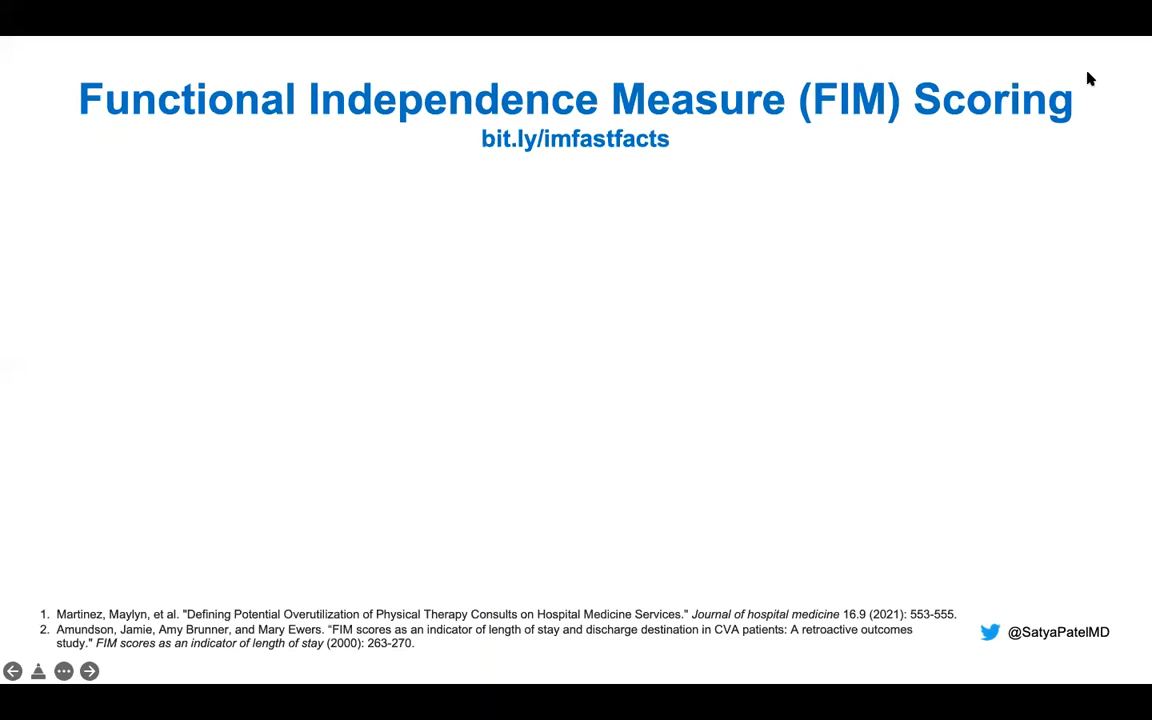 Functional Independence Measure (FIM) Scoring
bit.ly/imfastfacts
1. Martinez, Maylyn, et al. "Defining Potential Overutilization of Physical Therapy Consults on Hospital Medicine Services." Journal of hospital medicine 16.9 (2021): 553-555.
2. Amundson, Jamie, Amy Brunner, and Mary Ewers. “FIM scores as an indicator of length of stay and discharge destination in CVA patients: A retroactive outcomes
study." FIM scores as an indicator of length of stay (2000): 263-270.
@SatyaPatelMD